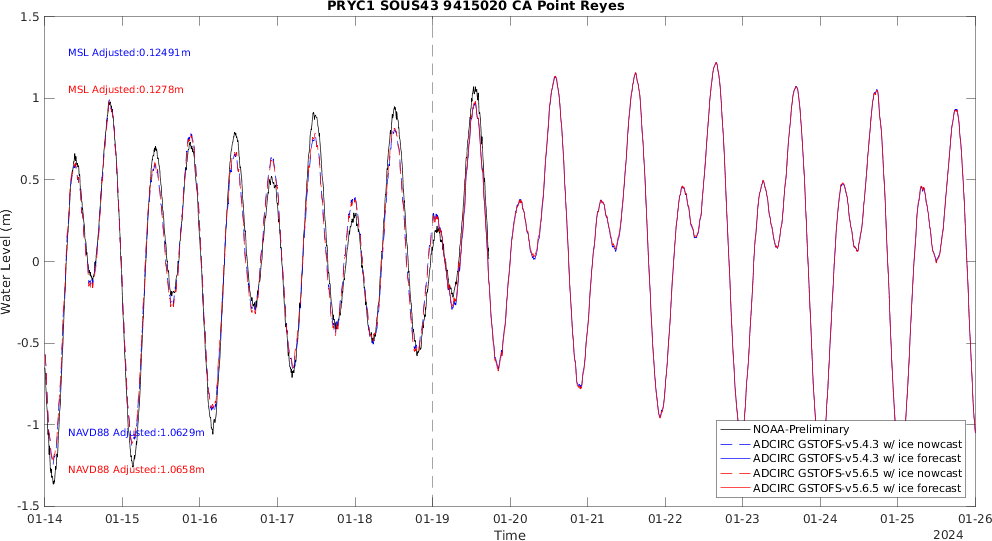 PRYC1 SOUS43 9415020 CA Point Reyes
1.5
MSL Adjusted:0.12491m
1
MSL Adjusted:0.1278m
0.5
Water Level (m)
0
-0.5
-1
NAVD88 Adjusted:1.0629m
NAVD88 Adjusted:1.0658m
-1.5
NOAA-Preliminary
ADCIRC GSTOFS-v5.4.3 w/ ice nowcast
ADCIRC GSTOFS-v5.4.3 w/ ice forecast
ADCIRC GSTOFS-v5.6.5 w/ ice nowcast
ADCIRC GSTOFS-v5.6.5 w/ ice forecast
01-14 01-15 01-16 01-17 01-18 01-19 01-20 01-21 01-22 01-23 01-24 01-25 01-26
Time
2024